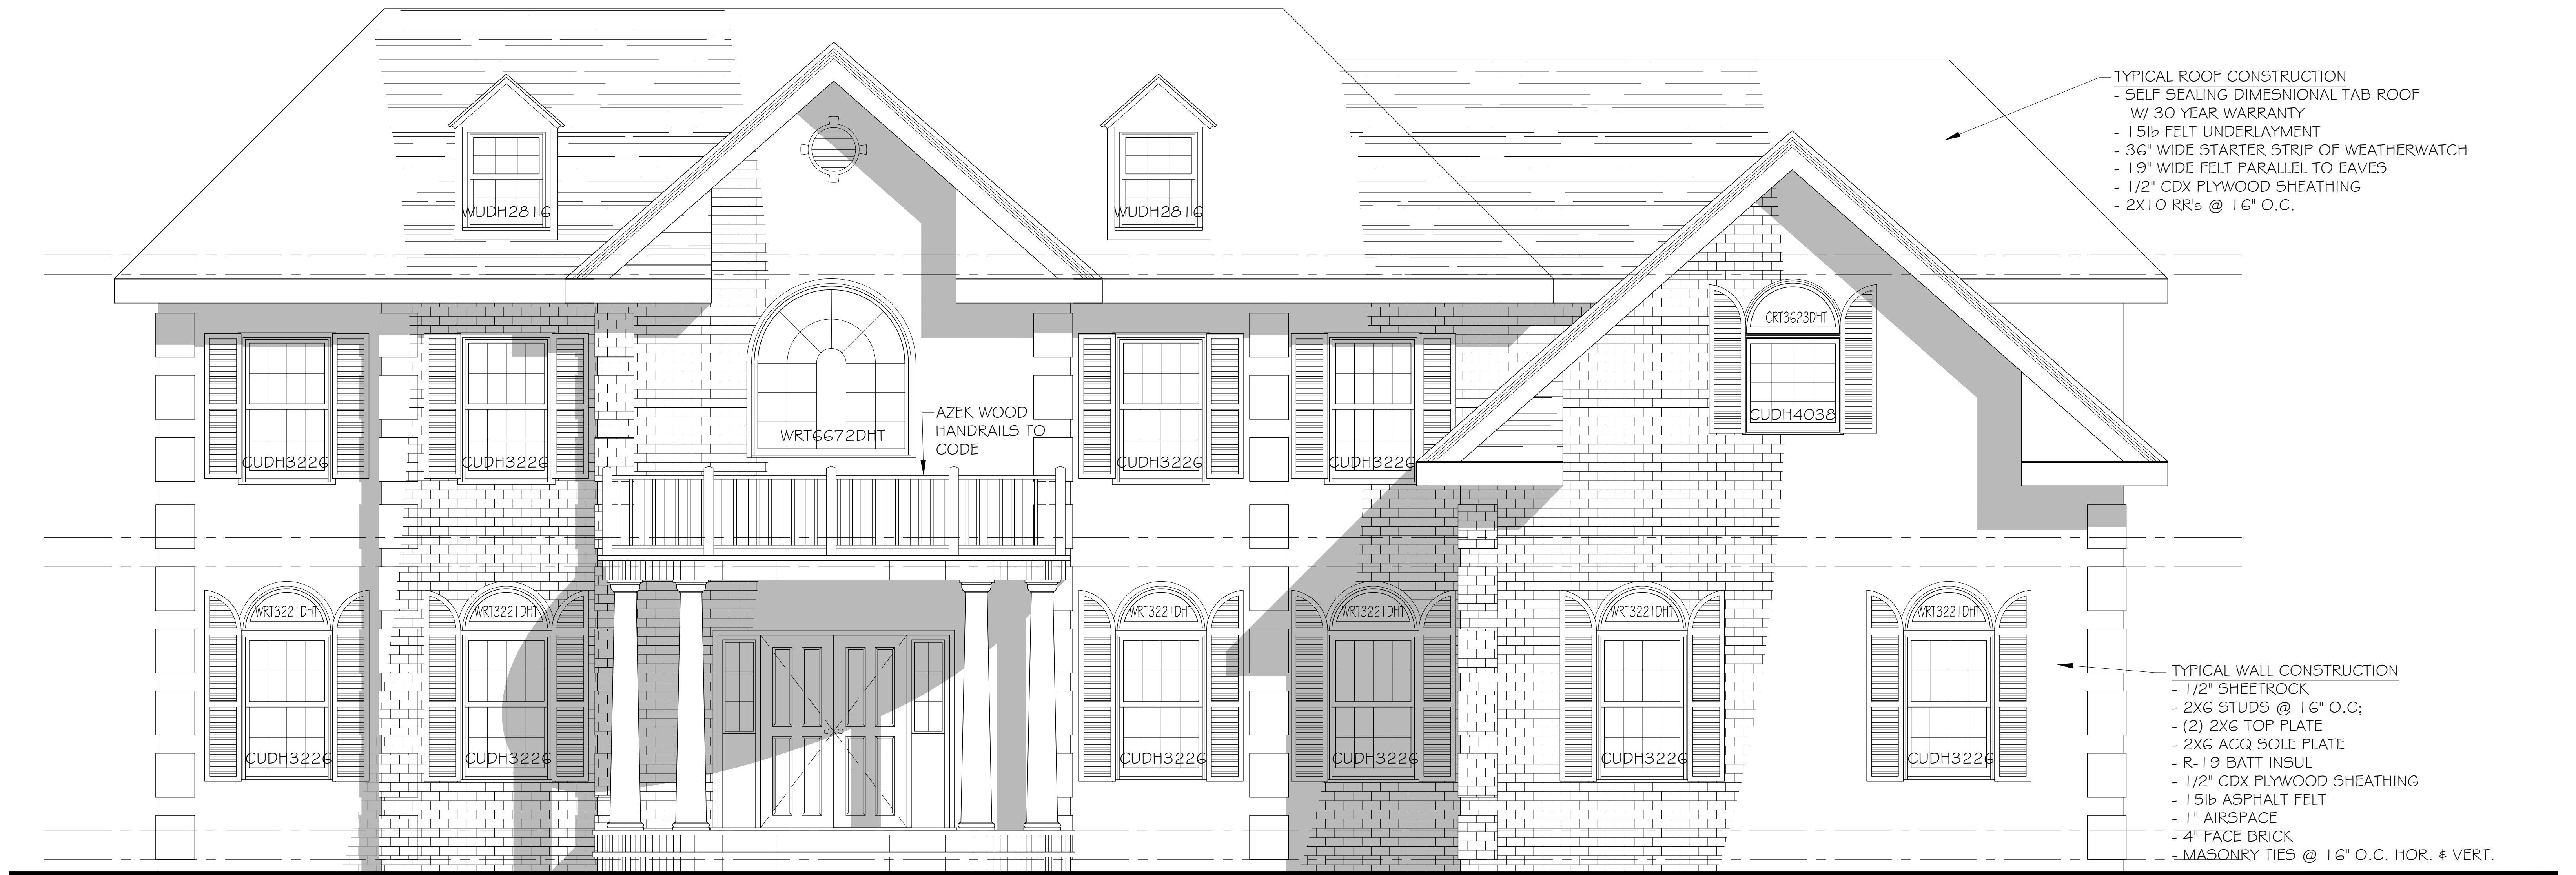 TYPICAL ROOF CONSTRUCTION
- SELF SEALING DIMESNIONAL TAB ROOF
W/ 30 YEAR WARRANTY
- 15lb FELT UNDERLAYMENT
- 36" WIDE STARTER STRIP OF WEATHERWATCH
- 19" WIDE FELT PARALLEL TO EAVES
- 1/2" CDX PLYWOOD SHEATHING
- 2X10 RR's @ 16" O.C.
WUDH2816
WUDH2816
CRT3623DHT
CUDH4038
AZEK WOOD
HANDRAILS TO
CODE
WRT6672DHT
CUDH3226
CUDH3226
CUDH3226
CUDH3226
WRT3221DHT
WRT3221DHT
WRT3221DHT
WRT3221DHT
WRT3221DHT
WRT3221DHT
CUDH3226
CUDH3226
CUDH3226
CUDH3226
CUDH3226
CUDH3226
TYPICAL WALL CONSTRUCTION
- 1/2" SHEETROCK
- 2X6 STUDS @ 16" O.C;
- (2) 2X6 TOP PLATE
- 2X6 ACQ SOLE PLATE
- R-19 BATT INSUL
- 1/2" CDX PLYWOOD SHEATHING
- 15lb ASPHALT FELT
- 1" AIRSPACE
- 4" FACE BRICK
- MASONRY TIES @ 16" O.C. HOR. & VERT.